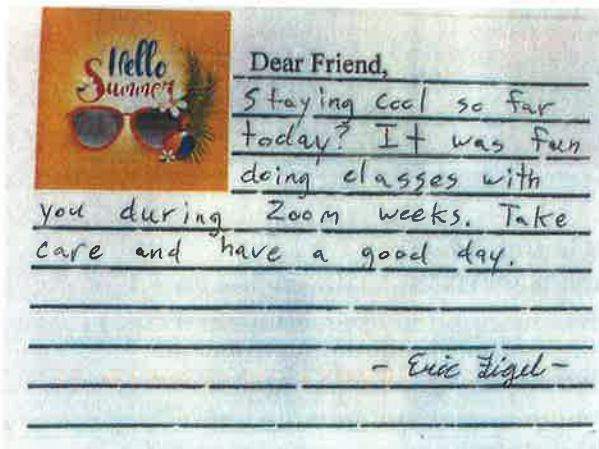 Hello
Summer
Dear Friend,
Staying cool so far
today? It was fun
doing classes with
you during Zoom weeks. Take
care and have a good day.
- Eric Zigel -